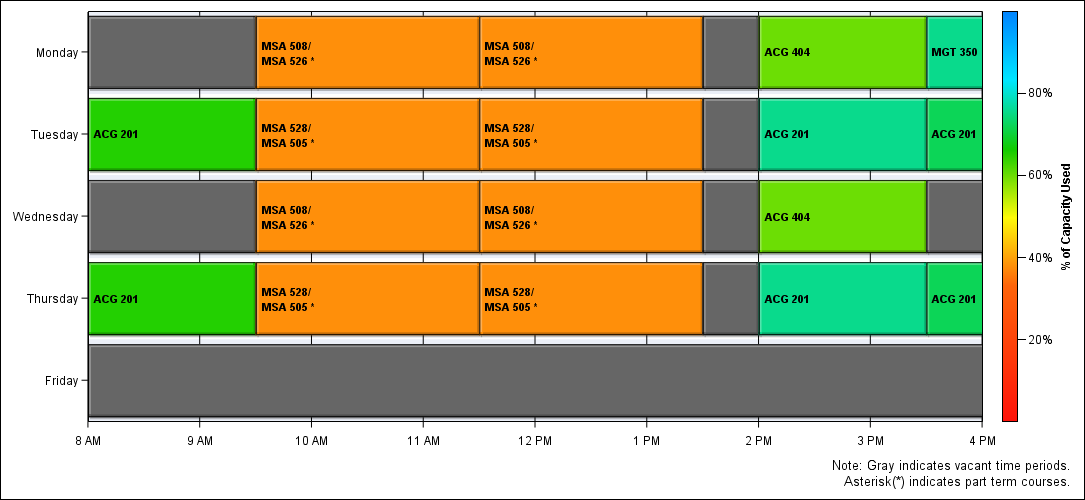 Monday
MSA 508/
MSA 526 *
MSA 508/
MSA 526 *
ACG 404
MGT 350
Tuesday
ACG 201
MSA 528/
MSA 505 *
MSA 528/
MSA 505 *
ACG 201
ACG 201
Wednesday
MSA 508/
MSA 526 *
MSA 508/
MSA 526 *
ACG 404
Thursday
ACG 201
MSA 528/
MSA 505 *
MSA 528/
MSA 505 *
ACG 201
ACG 201
Friday
8 AM
9 AM
10 AM
11 AM
12 PM
1 PM
2 PM
3 PM
4 PM
80%
60%
40%
20%
% of Capacity Used
Note: Gray indicates vacant time periods.
Asterisk(*) indicates part term courses.